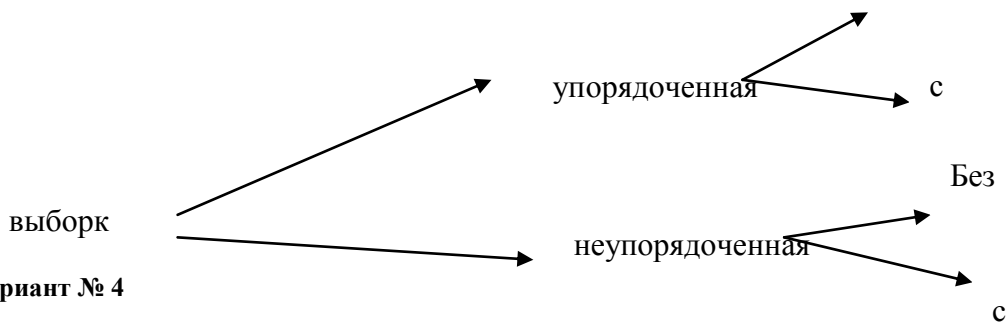 упорядоченная
с
Без
выборк
неупорядоченная
риант № 4
с